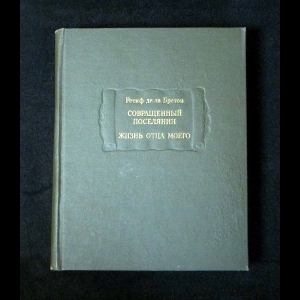 Ретиф де ла Бретон
СОВРАЩЕННЫЙ
ПОСЕЛЯНИН
ЖИЗНЬ ОТЦА МОЕГО